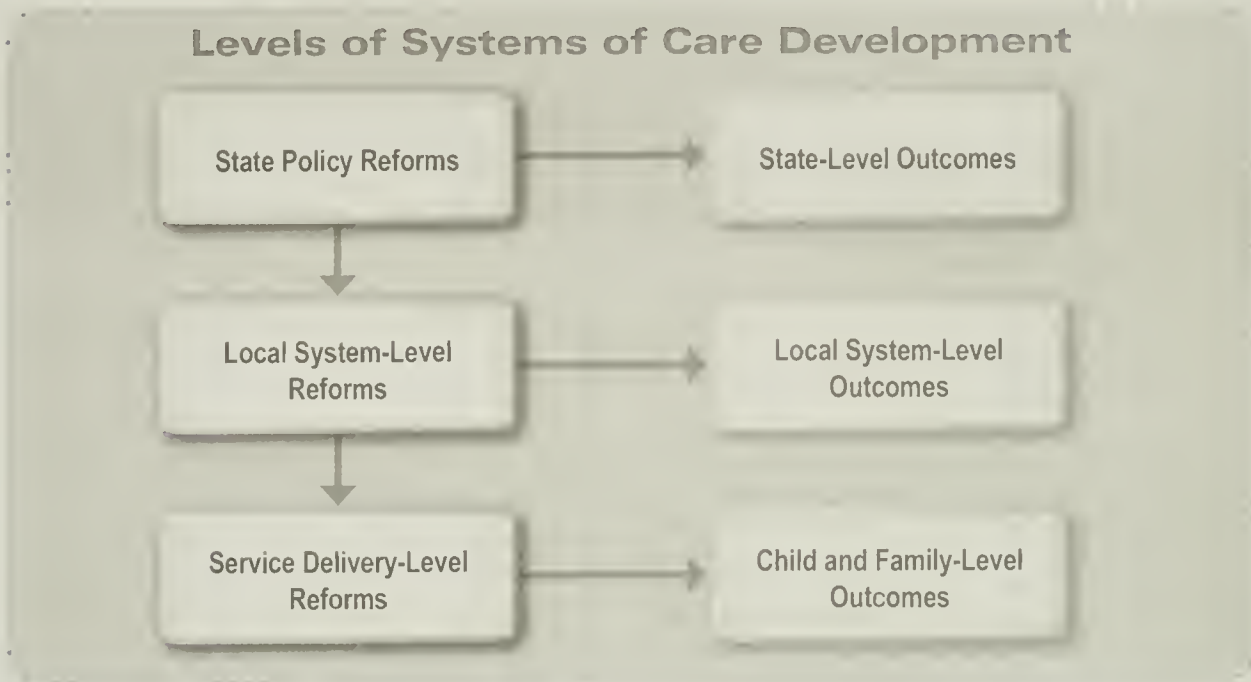 Levels of Systems of Care Development
State Policy Reforms
State-Level Outcomes
Local System-Level
Reforms
Local System-Level
Outcomes
Service Delivery-Level
Reforms
Child and Family-Level
Outcomes